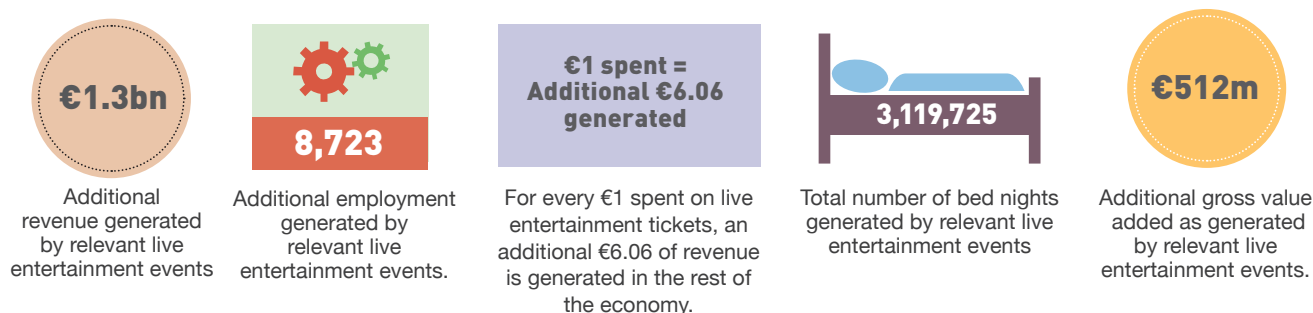 €1.3bn
Additional
revenue generated
by relevant live
entertainment events
8,723
Additional employment
generated by
relevant live
entertainment events.
€1 spent =
Additional €6.06
generated
For every €1 spent on live
entertainment tickets, an
additional €6.06 of revenue
is generated in the rest of
the economy.
3,119,725
Total number of bed nights
generated by relevant live
entertainment events
€512m
Additional gross value
added as generated
by relevant live
entertainment events.